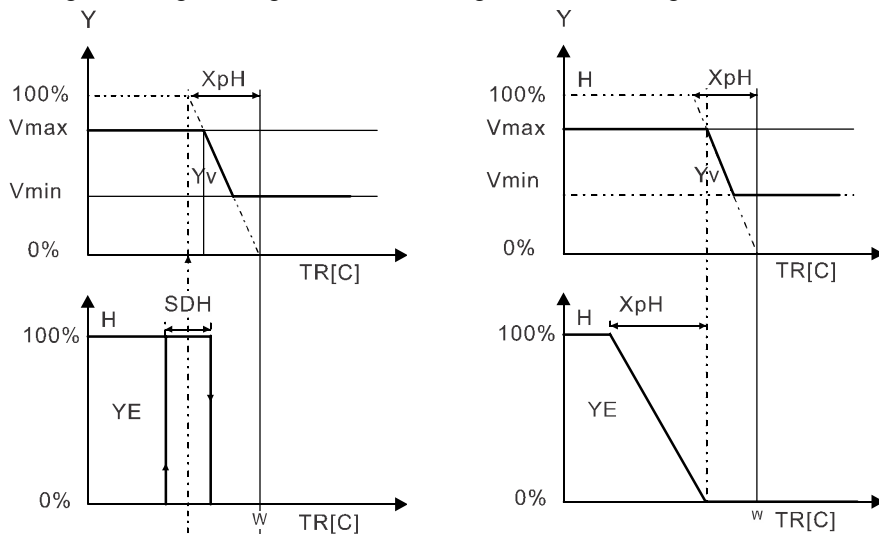 Y
XpH
100%
Vmax
Yv
Vmin
0%
TR[C]
SDH
H
100%
YE
0%
W
TR[C]
Y
H
XpH
100%
Vmax
Yv
Vmin
0%
TR[C]
XpH
H
100%
YE
0%
W
TR[C]